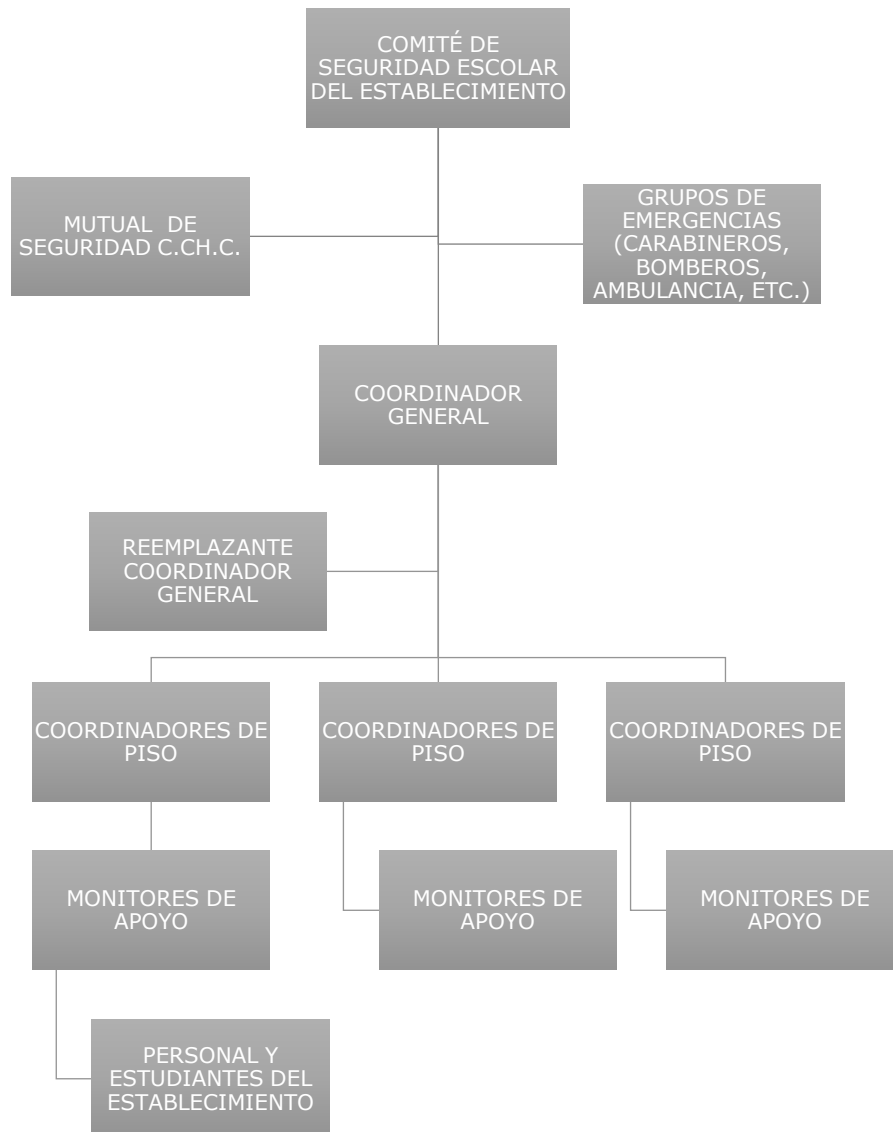 COMITÉ DE
SEGURIDAD ESCOLAR
DEL ESTABLECIMIENTO
MUTUAL DE
SEGURIDAD C.CH.C.
GRUPOS DE
EMERGENCIAS
(CARABINEROS,
BOMBEROS,
AMBULANCIA, ETC.)
COORDINADOR
GENERAL
REEMPLAZANTE
COORDINADOR
GENERAL
COORDINADORES DE
PISO
COORDINADORES DE
PISO
COORDINADORES DE
PISO
MONITORES DE
APOYO
MONITORES DE
APOYO
MONITORES DE
APOYO
PERSONAL Y
ESTUDIANTES DEL
ESTABLECIMIENTO